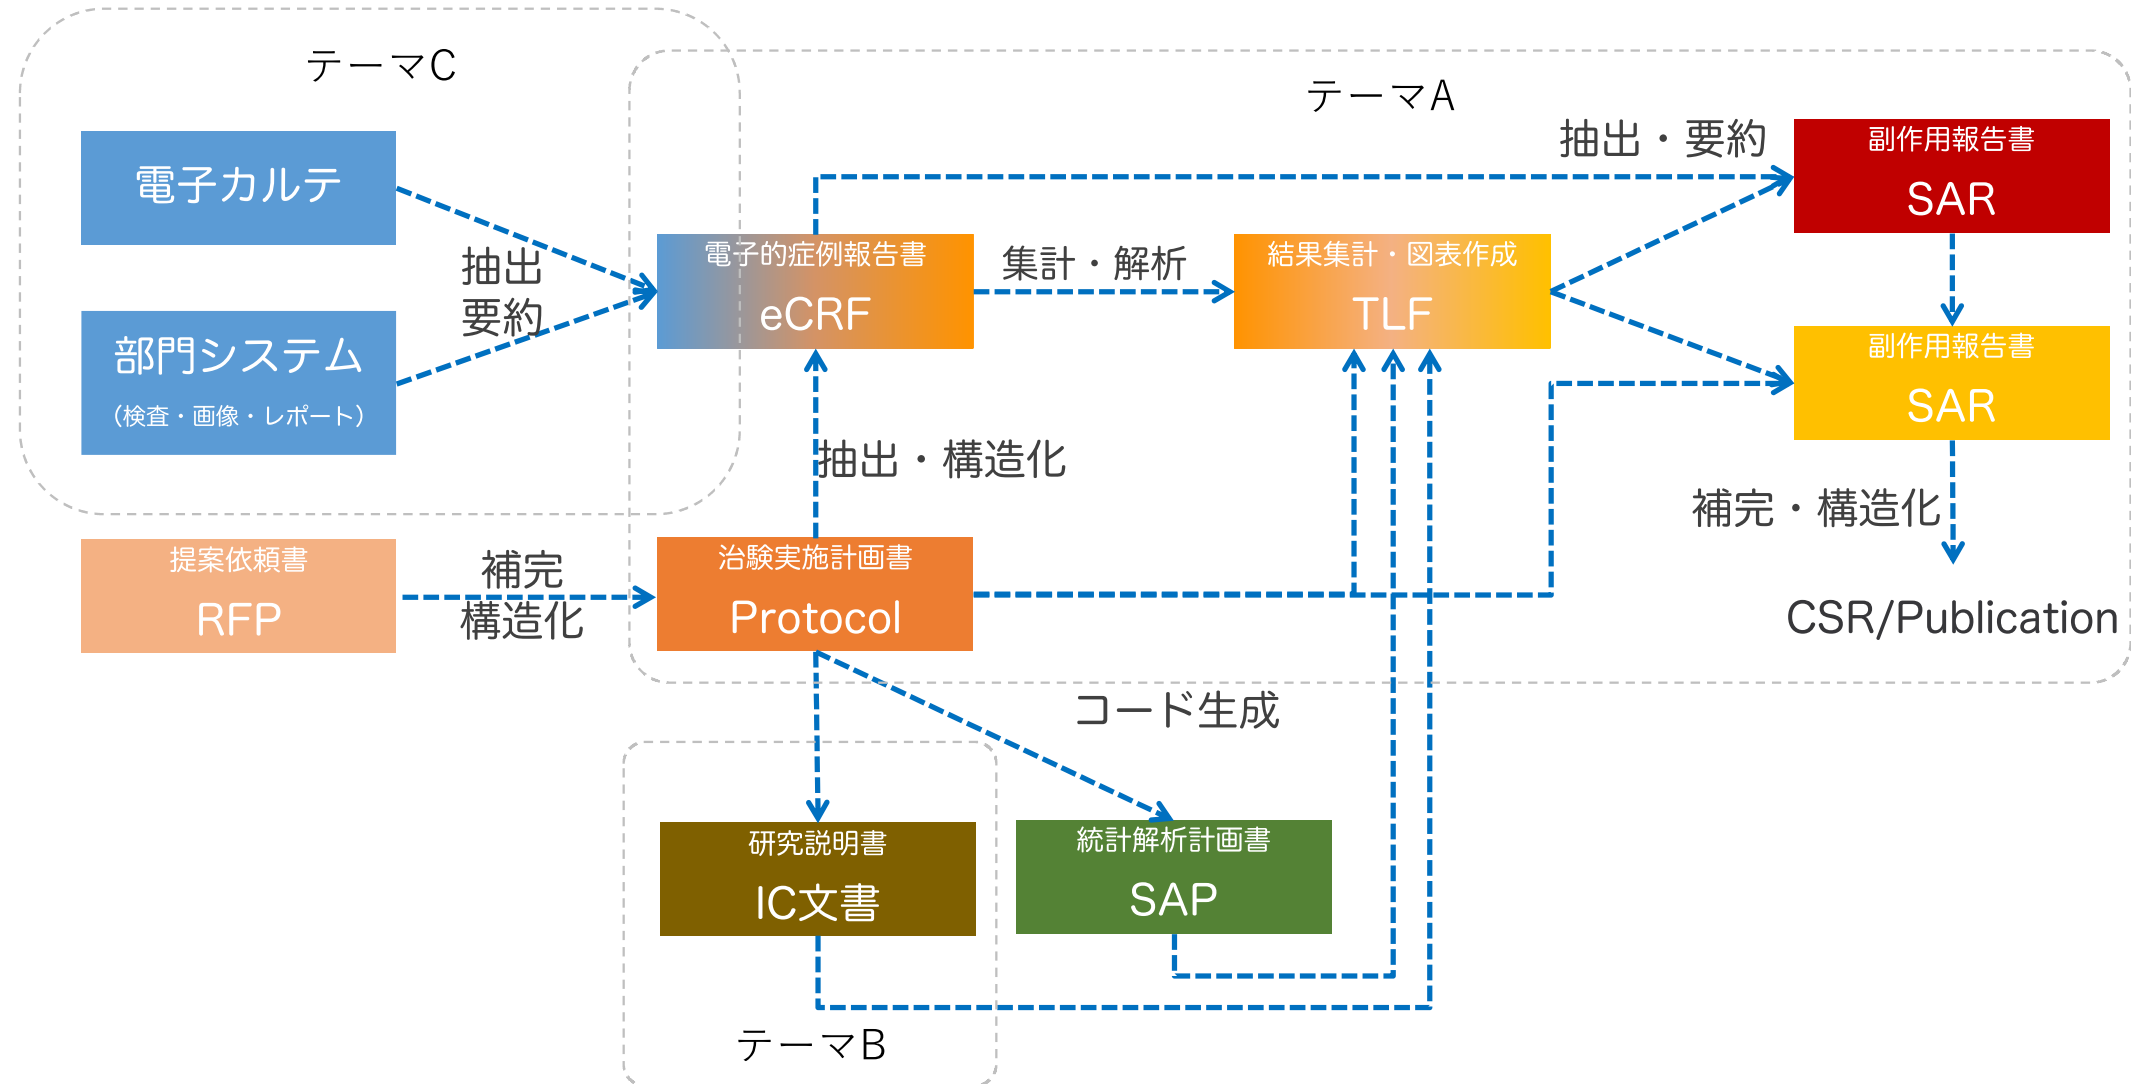 テーマC
テーマA
電子カルテ
抽出
要約
部門システム
（検査・画像・レポート）
電子的症例報告書
eCRF
集計・解析
結果集計・図表作成
TLF
抽出・要約
副作用報告書
SAR
副作用報告書
SAR
抽出・構造化
補完・構造化
CSR/Publication
提案依頼書
RFP
補完
構造化
治験実施計画書
Protocol
コード生成
研究説明書
IC文書
統計解析計画書
SAP
テーマB